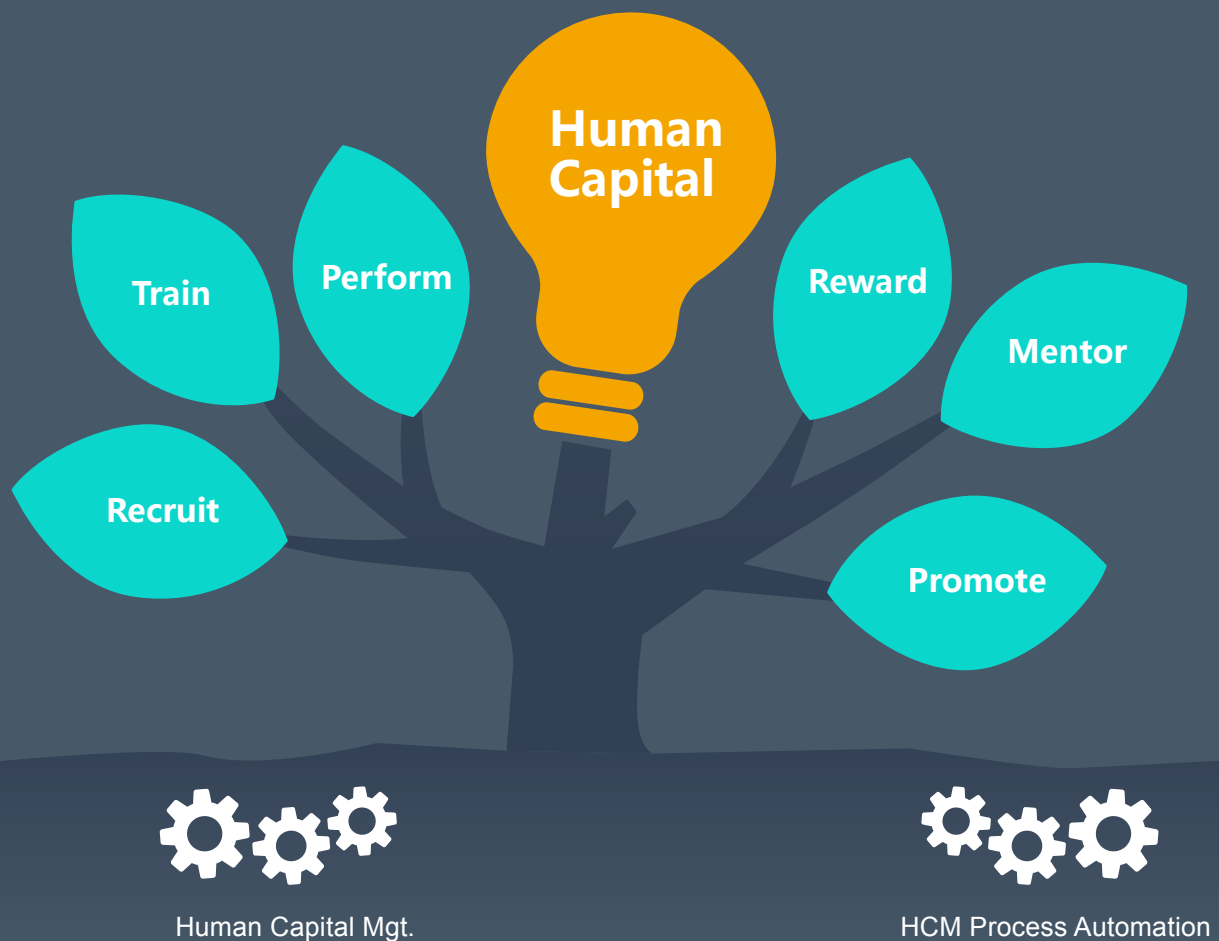 Human
Capital
Train
Perform
Reward
Mentor
Recruit
Promote
Human Capital Mgt.
HCM Process Automation